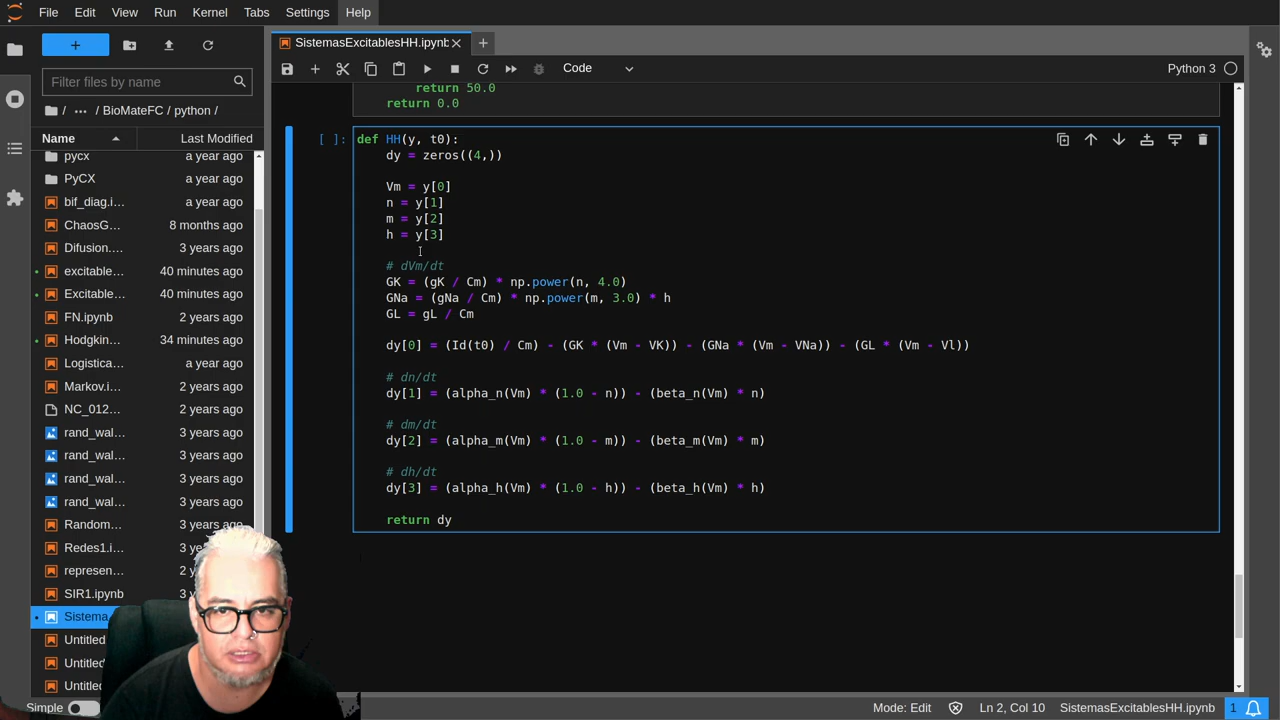 File Edit View Run Kernel Tabs Settings Help
SistemasExcitablesHH.ipynb
Code
Python 3
Filter files by name
/ ... / BioMateFC / python /
Name Last Modified
pycx a year ago
PyCX a year ago
bif_diag.i... a year ago
ChaosG... 8 months ago
Difusion.... 3 years ago
excitable... 40 minutes ago
Excitable... 40 minutes ago
FN.ipynb 2 years ago
Hodgkin... 34 minutes ago
Logistica... a year ago
Markov.i... 2 years ago
NC_012... 2 years ago
rand_wal... 3 years ago
rand_wal... 3 years ago
rand_wal... 3 years ago
rand_wal... 3 years ago
Random... 3 years ago
Redes1.i... 3 ye
represen... 2 y
SIR1.ipynb 3 y
Sistema
Untitled
Untitled
Untitled
return 50.0
return 0.0
[ ]: def HH(y, t0):
dy = zeros((4,))
Vm = y[0]
n = y[1]
m = y[2]
h = y[3]
# dVm/dt
GK = (gK / Cm) * np.power(n, 4.0)
GNa = (gNa / Cm) * np.power(m, 3.0) * h
GL = gL / Cm
dy[0] = (Id(t0) / Cm) - (GK * (Vm - VK)) - (GNa * (Vm - VNa)) - (GL * (Vm - Vl))
# dn/dt
dy[1] = (alpha_n(Vm) * (1.0 - n)) - (beta_n(Vm) * n)
# dm/dt
dy[2] = (alpha_m(Vm) * (1.0 - m)) - (beta_m(Vm) * m)
# dh/dt
dy[3] = (alpha_h(Vm) * (1.0 - h)) - (beta_h(Vm) * h)
return dy
Simple
Mode: Edit Ln 2, Col 10 SistemasExcitablesHH.ipynb 1